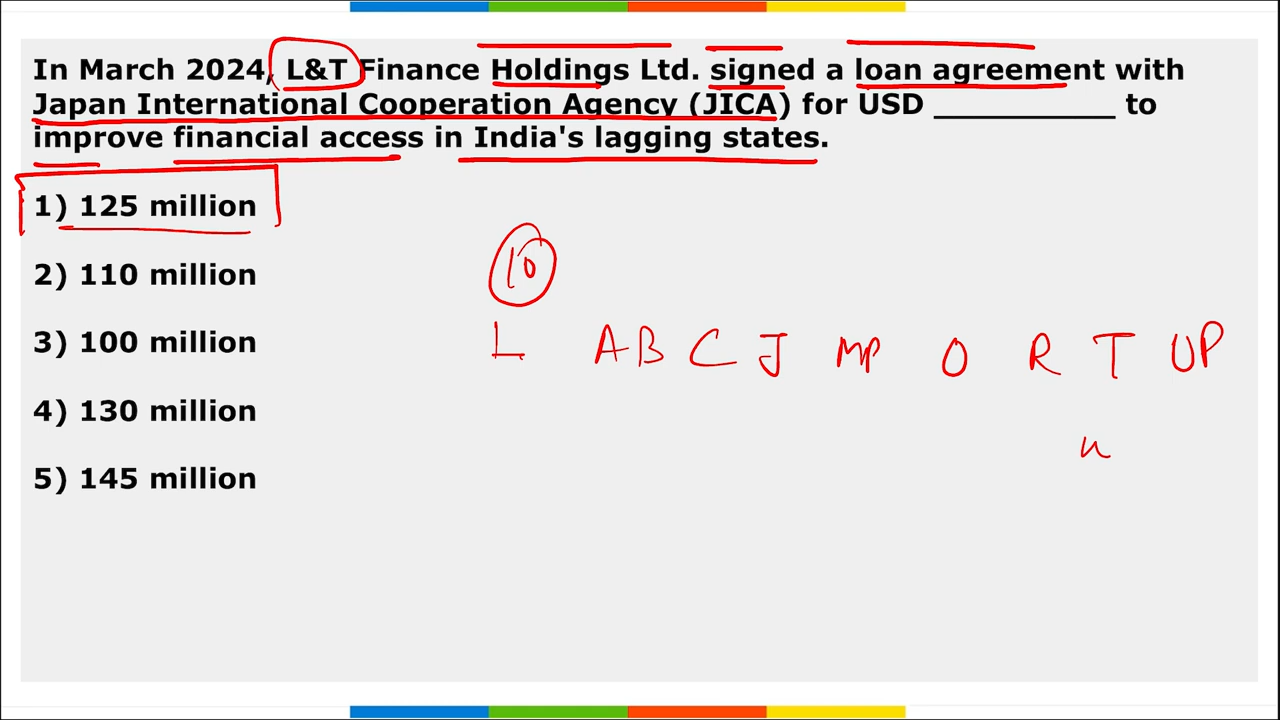 In March 2024, L&T Finance Holdings Ltd. signed a loan agreement with
Japan International Cooperation Agency (JICA) for USD ___________ to
improve financial access in India's lagging states.
1) 125 million
2) 110 million
3) 100 million
4) 130 million
5) 145 million
10
L A B C J MP O R T UP
u